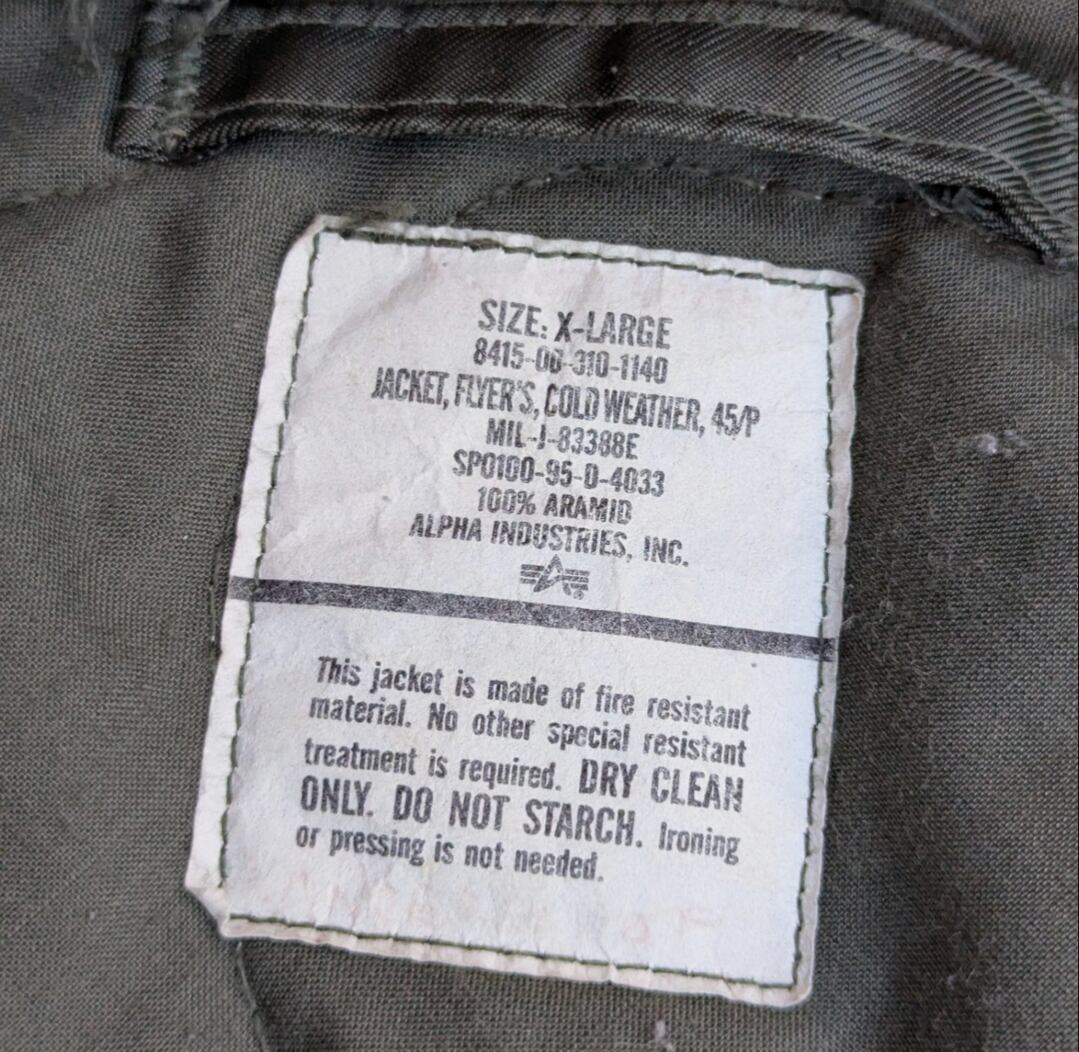 SIZE: X-LARGE
8415-00-310-1140
JACKET, FLYER'S, COLD WEATHER, 45/P
MIL-J-83388E
SPO100-95-D-4033
100% ARAMID
ALPHA INDUSTRIES, INC.
This jacket is made of fire resistant
material. No other special resistant
treatment is required. DRY CLEAN
ONLY. DO NOT STARCH. Ironing
or pressing is not needed.